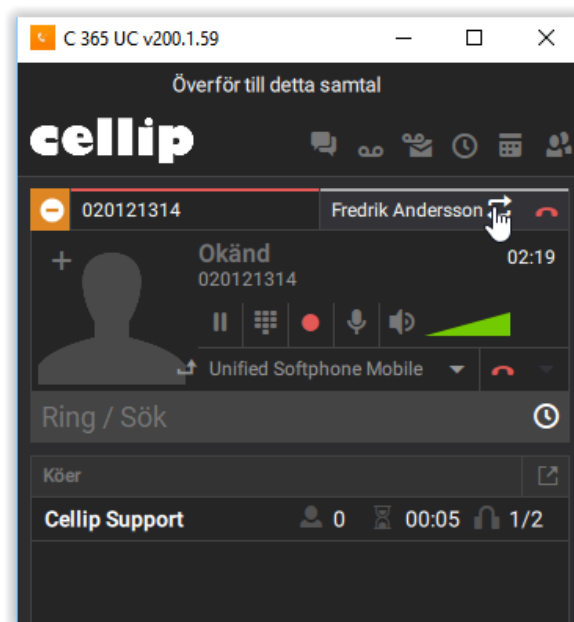 C 365 UC v200.1.59
Överför till detta samtal
cellip
020121314
Fredrik Andersson
Okänd
02:19
020121314
Unified Softphone Mobile
Ring / Sök
Köer
Cellip Support 0 00:05 1/2